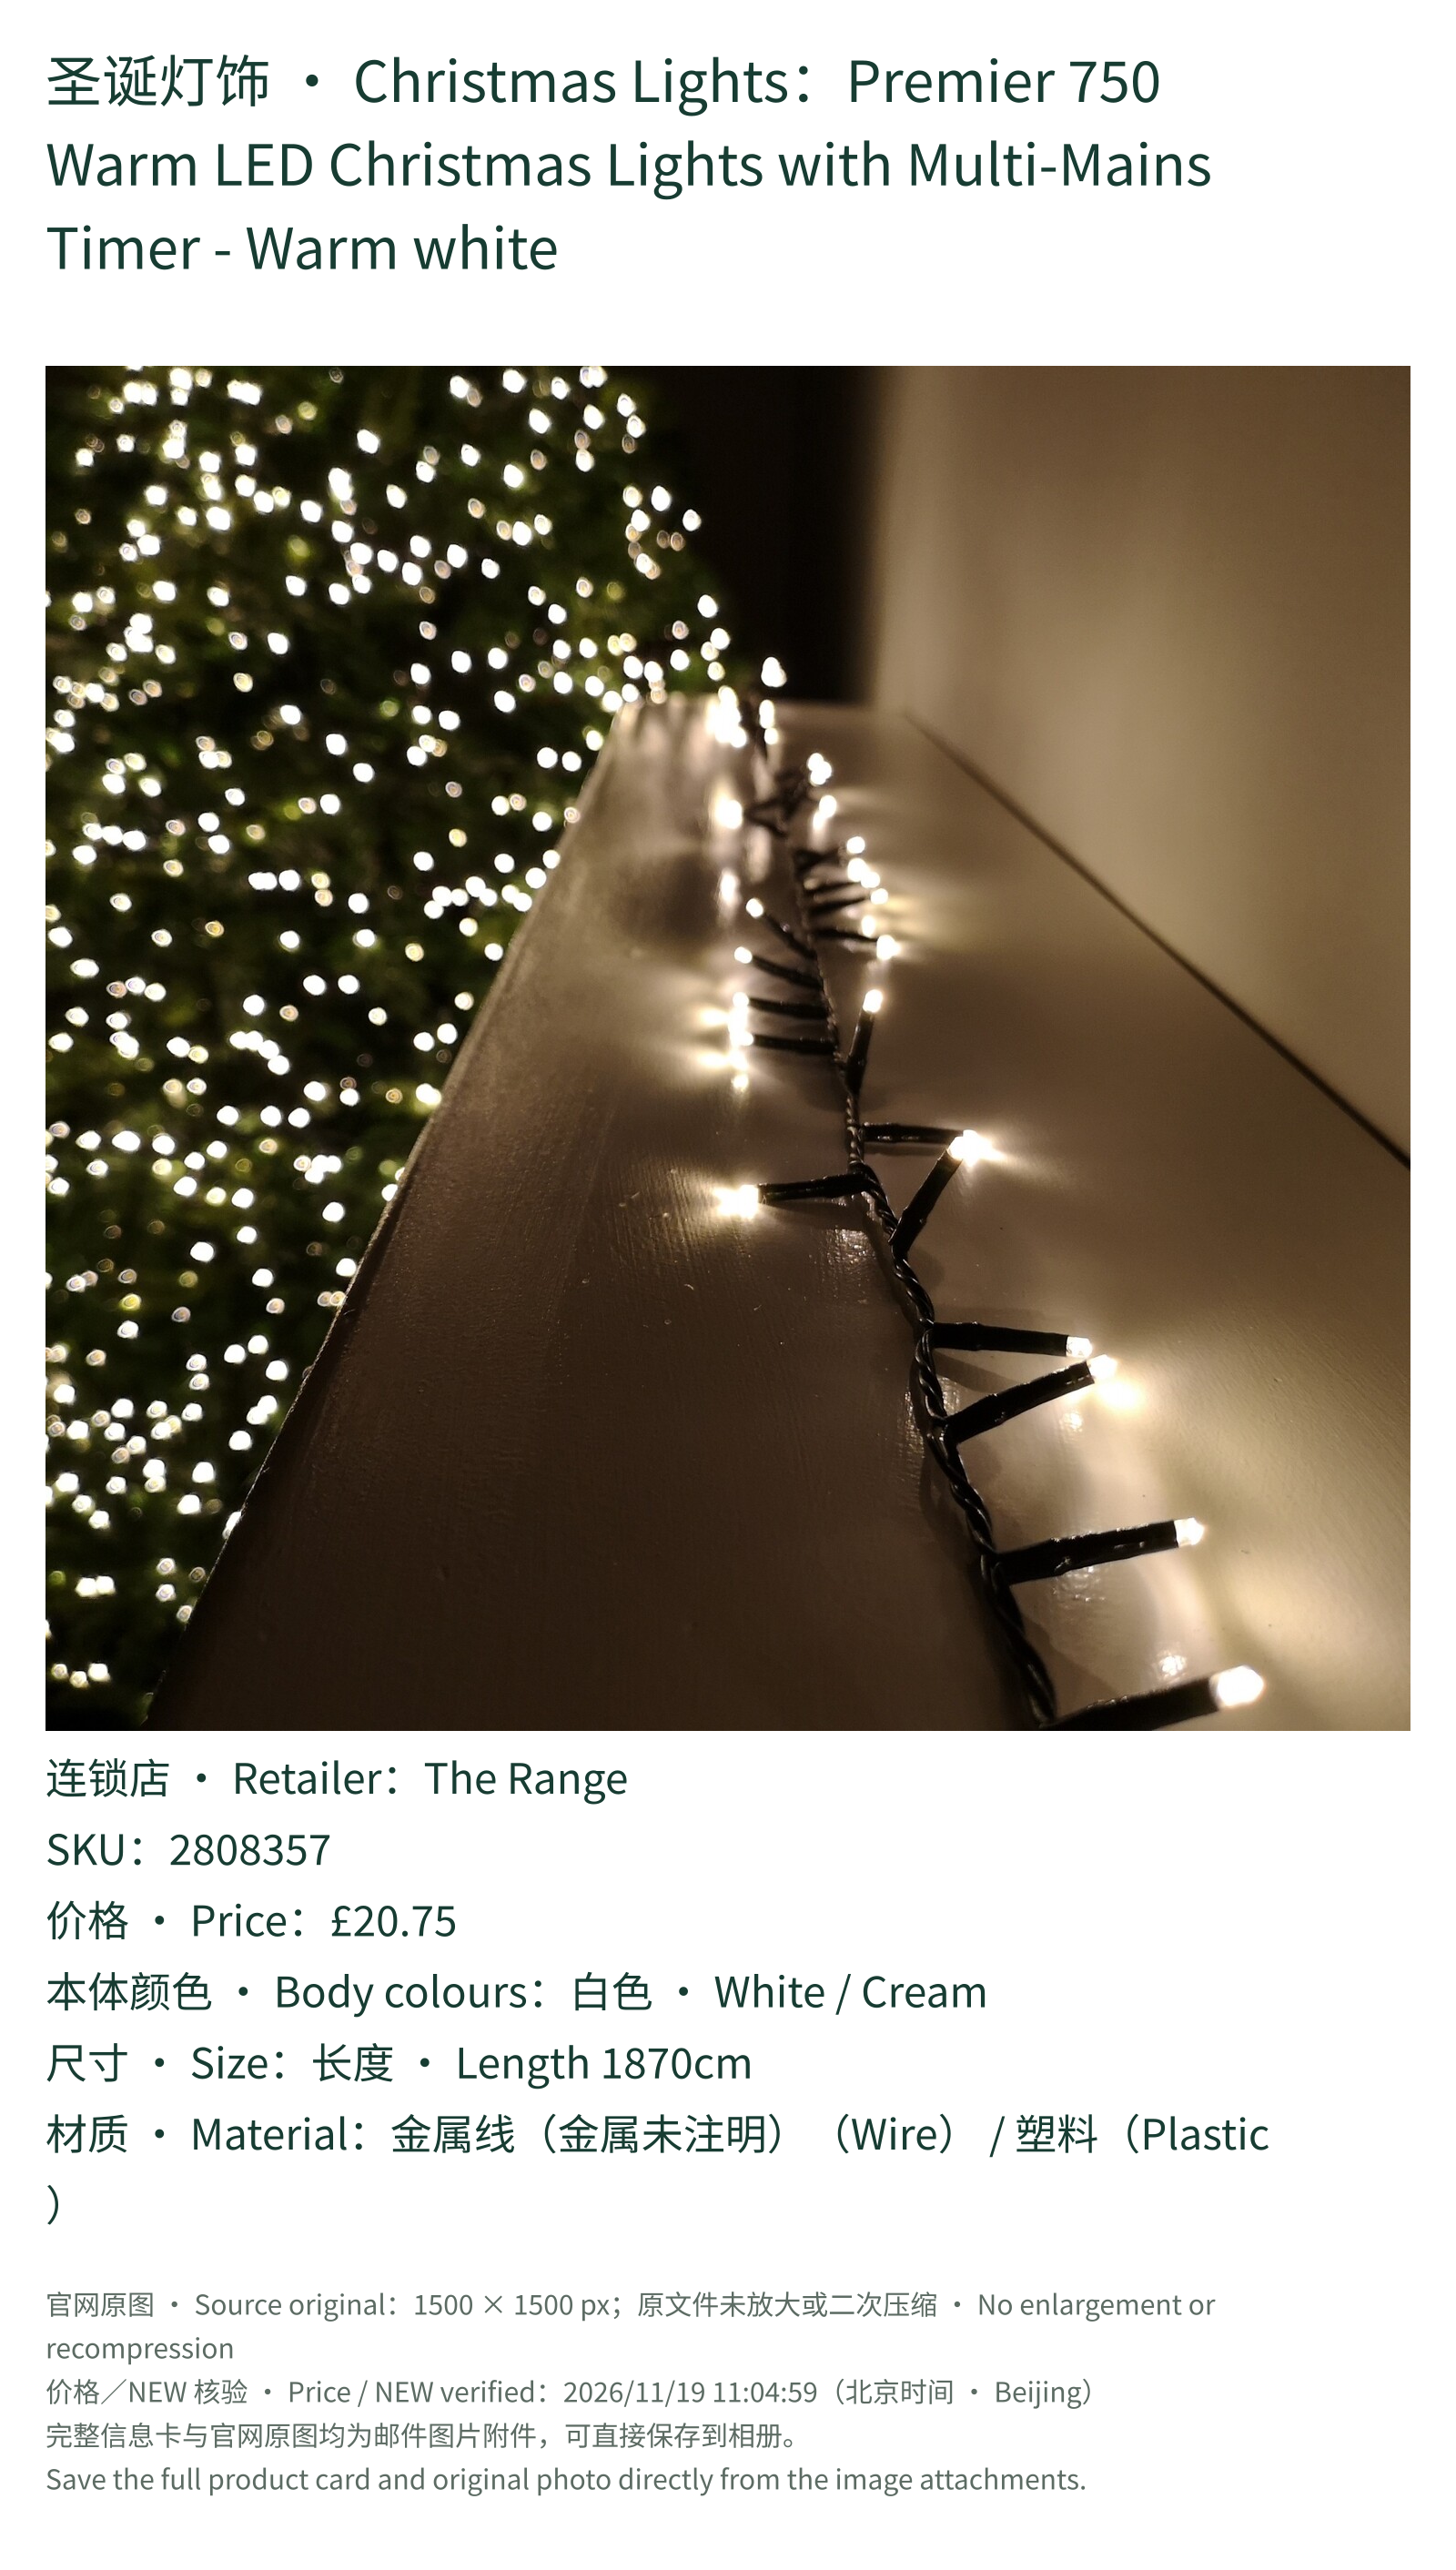 圣诞灯饰 · Christmas Lights：Premier 750
Warm LED Christmas Lights with Multi-Mains
Timer - Warm white
连锁店 · Retailer：The Range
SKU：2808357
价格 · Price：£20.75
本体颜色 · Body colours：白色 · White / Cream
尺寸 · Size：长度 · Length 1870cm
材质 · Material：金属线（金属未注明）（Wire） / 塑料（Plastic
）
官网原图 · Source original：1500 × 1500 px；原文件未放大或二次压缩 · No enlargement or
recompression
价格／NEW 核验 · Price / NEW verified：2026/11/19 11:04:59（北京时间 · Beijing）
完整信息卡与官网原图均为邮件图片附件，可直接保存到相册。
Save the full product card and original photo directly from the image attachments.